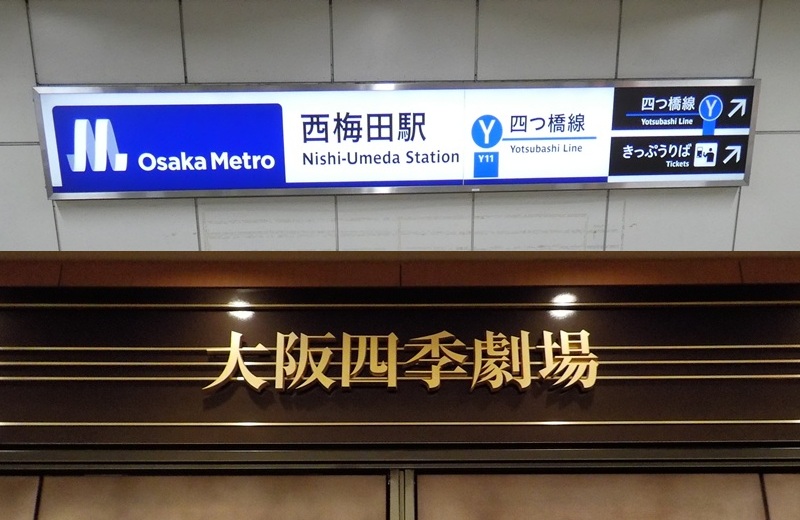 Osaka Metro
西梅田駅
Nishi-Umeda Station
Y
Y11
四つ橋線
Yotsubashi Line
四つ橋線 Y
Yotsubashi Line
きっぷうりば
Tickets
大阪四季劇場